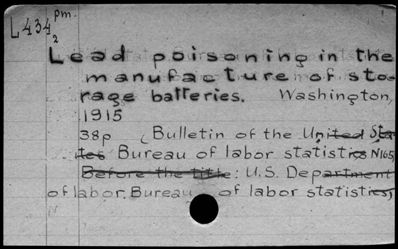 pm.
L434
2
Lead poisoning in the
manufacture of sto-
rage batteries. Washington,
1915
38p (Bulletin of the United Sta-
tes Bureau of labor statistics N165)
Before the title: U.S. Department
of labor. Bureau of labor statistics,